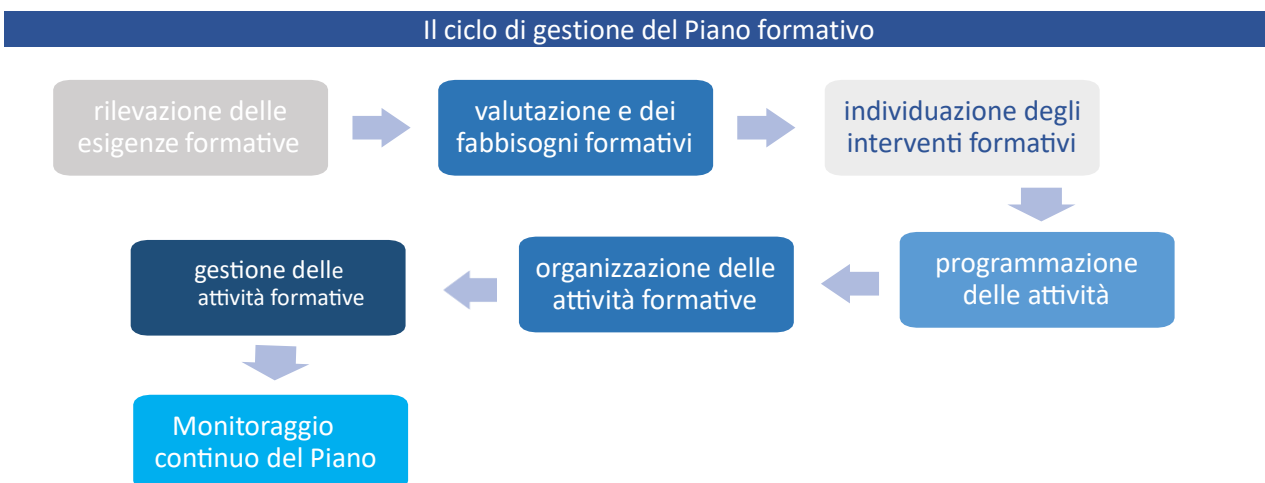 Il ciclo di gestione del Piano formativo
rilevazione delle
esigenze formative
valutazione e dei
fabbisogni formativi
individuazione degli
interventi formativi
programmazione
delle attività
organizzazione delle
attività formative
gestione delle
attività formative
Monitoraggio
continuo del Piano